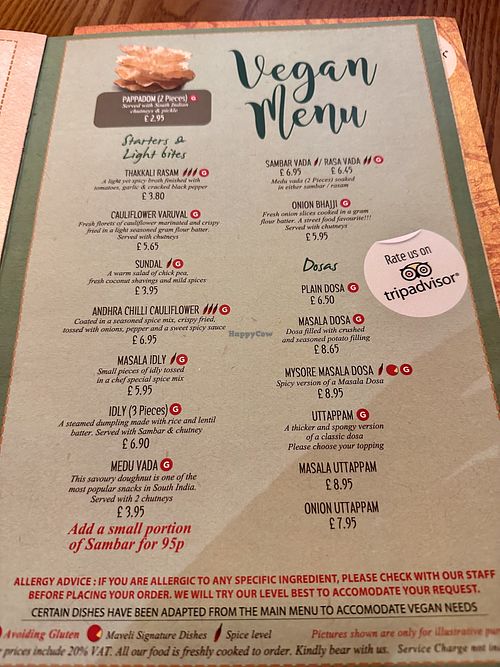 Vegan
Menu
PAPPADOM (2 Pieces) G
Served with South Indian
chutneys & pickle
£ 2.95
Starters &
Light bites
THAKKALI RASAM G
A light yet spicy broth finished with
tomatoes, garlic & cracked black pepper
£ 3.80
CAULIFLOWER VARUVAL G
Fresh florets of cauliflower marinated and crispy
fried in a light seasoned gram flour batter.
Served with chutneys
£ 5.65
SUNDAL G
A warm salad of chick pea,
fresh coconut shavings and mild spices
£ 3.95
ANDHRA CHILLI CAULIFLOWER G
Coated in a seasoned spice mix, crispy fried,
tossed with onions, pepper and a sweet spicy sauce
£ 6.95
MASALA IDLY G
Small pieces of idly tossed
in a chef special spice mix
£ 5.95
IDLY (3 Pieces) G
A steamed dumpling made with rice and lentil
batter. Served with Sambar & chutney
£ 6.90
MEDU VADA G
This savoury doughnut is one of the
most popular snacks in South India.
Served with 2 chutneys
£ 3.95
Add a small portion
of Sambar for 95p
SAMBAR VADA / RASA VADA G
£ 6.95 £ 6.45
Medu vada (2 Pieces) soaked
in either sambar / rasam
ONION BHAJJI G
Fresh onion slices cooked in a gram
flour batter. A street food favourite!!!
Served with chutneys
£ 5.95
Dosas
PLAIN DOSA G
£ 6.50
MASALA DOSA G
Dosa filled with crushed
and seasoned potato filling
£ 8.65
MYSORE MASALA DOSA G
Spicy version of a Masala Dosa
£ 8.95
UTTAPPAM G
A thicker and spongy version
of a classic dosa
Please choose your topping
MASALA UTTAPPAM
£ 8.95
ONION UTTAPPAM
£ 7.95
Rate us on
tripadvisor®
HappyCow
ALLERGY ADVICE : IF YOU ARE ALLERGIC TO ANY SPECIFIC INGREDIENT, PLEASE CHECK WITH OUR STAFF
BEFORE PLACING YOUR ORDER. WE WILL TRY OUR LEVEL BEST TO ACCOMODATE YOUR REQUEST.
CERTAIN DISHES HAVE BEEN ADAPTED FROM THE MAIN MENU TO ACCOMODATE VEGAN NEEDS
Avoiding Gluten Maveli Signature Dishes Spice level Pictures shown are only for illustrative
prices include 20% VAT. All our food is freshly cooked to order. Kindly bear with us. Service Charge not